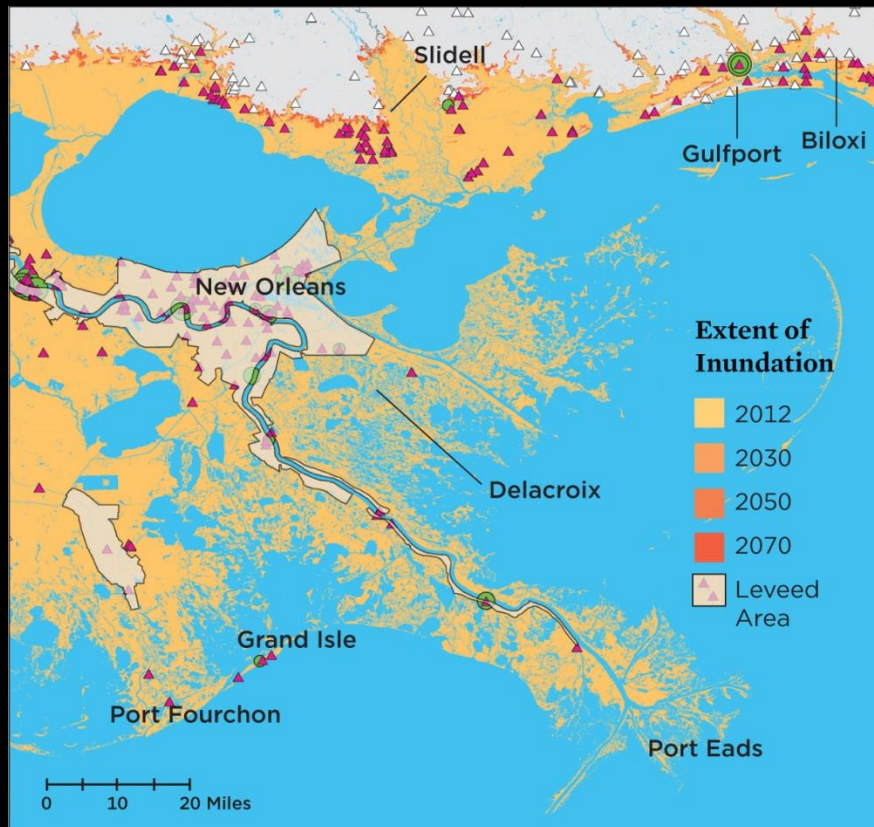 Slidell
Gulfport
Biloxi
New Orleans
Extent of
Inundation
2012
2030
2050
2070
Leveed
Area
Delacroix
Grand Isle
Port Fourchon
Port Eads
0 10 20 Miles